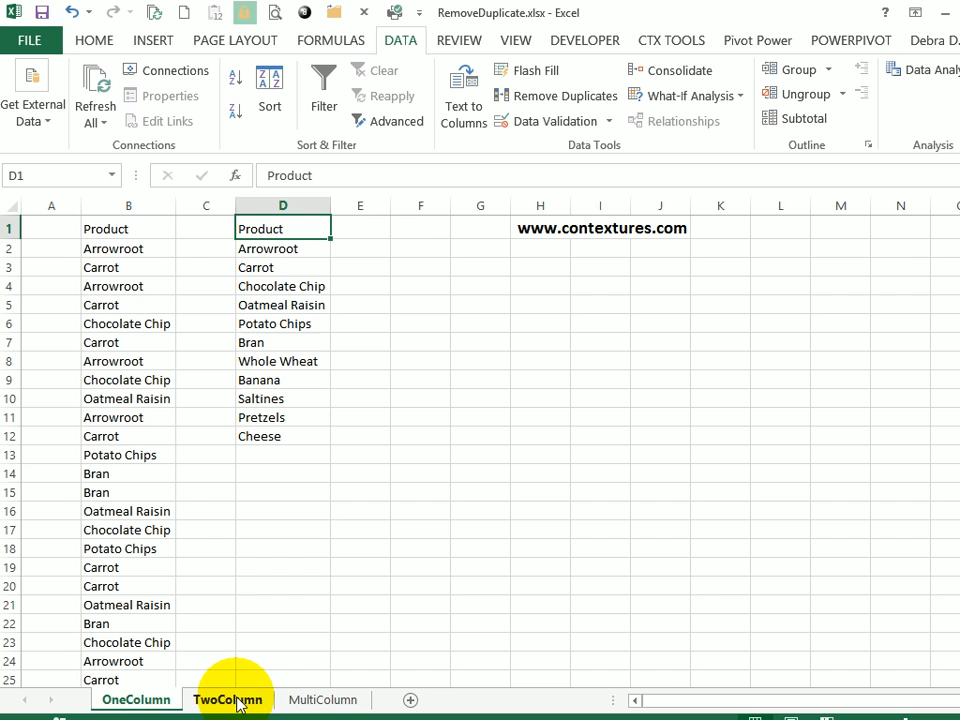 RemoveDuplicate.xlsx - Excel
FILE HOME INSERT PAGE LAYOUT FORMULAS DATA REVIEW VIEW DEVELOPER CTX TOOLS Pivot Power POWERPIVOT Debra D.
Get External Data
Refresh All
Connections
Properties
Edit Links
Connections
Sort
Filter
Clear
Reapply
Advanced
Sort & Filter
Text to Columns
Flash Fill
Remove Duplicates
Data Validation
Consolidate
What-If Analysis
Relationships
Data Tools
Group
Ungroup
Subtotal
Outline
Data Analy
Analysis
D1 fx Product
A B C D E F G H I J K L M N
1 Product Product www.contextures.com
2 Arrowroot Arrowroot
3 Carrot Carrot
4 Arrowroot Chocolate Chip
5 Carrot Oatmeal Raisin
6 Chocolate Chip Potato Chips
7 Carrot Bran
8 Arrowroot Whole Wheat
9 Chocolate Chip Banana
10 Oatmeal Raisin Saltines
11 Arrowroot Pretzels
12 Carrot Cheese
13 Potato Chips
14 Bran
15 Bran
16 Oatmeal Raisin
17 Chocolate Chip
18 Potato Chips
19 Carrot
20 Carrot
21 Oatmeal Raisin
22 Bran
23 Chocolate Chip
24 Arrowroot
25 Carrot
OneColumn TwoColumn MultiColumn